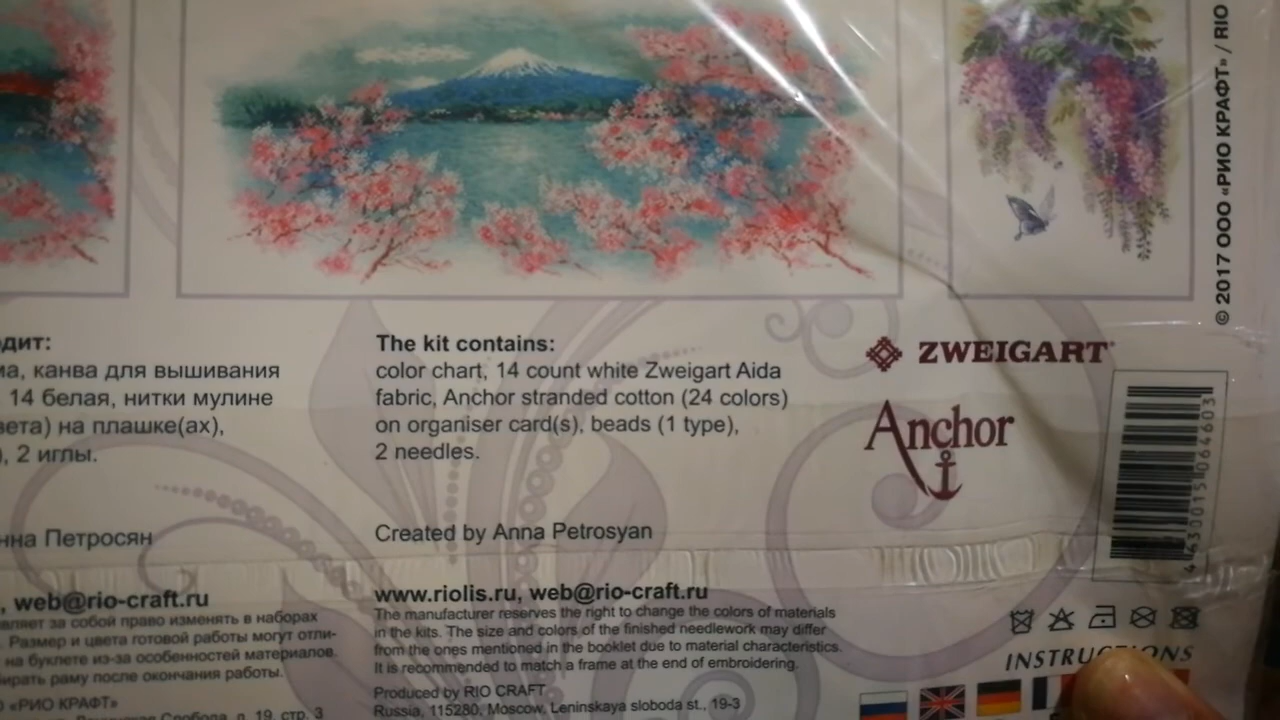 © 2017 ООО «РИО КРАФТ» / RIO
канва для вышивания
14 белая, нитки мулине
на плашке(ах),
2 иглы.
Петросян
web@rio-craft.ru
за собой право изменять в наборах
Размер и цвета готовой работы могут отли-
на буклете из-за особенностей материалов.
раму после окончания работы.
«РИО КРАФТ»
Слобода, д. 19, стр. 3
The kit contains:
color chart, 14 count white Zweigart Aida
fabric, Anchor stranded cotton (24 colors)
on organiser card(s), beads (1 type),
2 needles.
Created by Anna Petrosyan
www.riolis.ru, web@rio-craft.ru
The manufacturer reserves the right to change the colors of materials
in the kits. The size and colors of the finished needlework may differ
from the ones mentioned in the booklet due to material characteristics.
It is recommended to match a frame at the end of embroidering.
Produced by RIO CRAFT
Russia, 115280, Moscow, Leninskaya sloboda st., 19-3
ZWEIGART
Anchor
4630015064603
INSTRUCTIONS